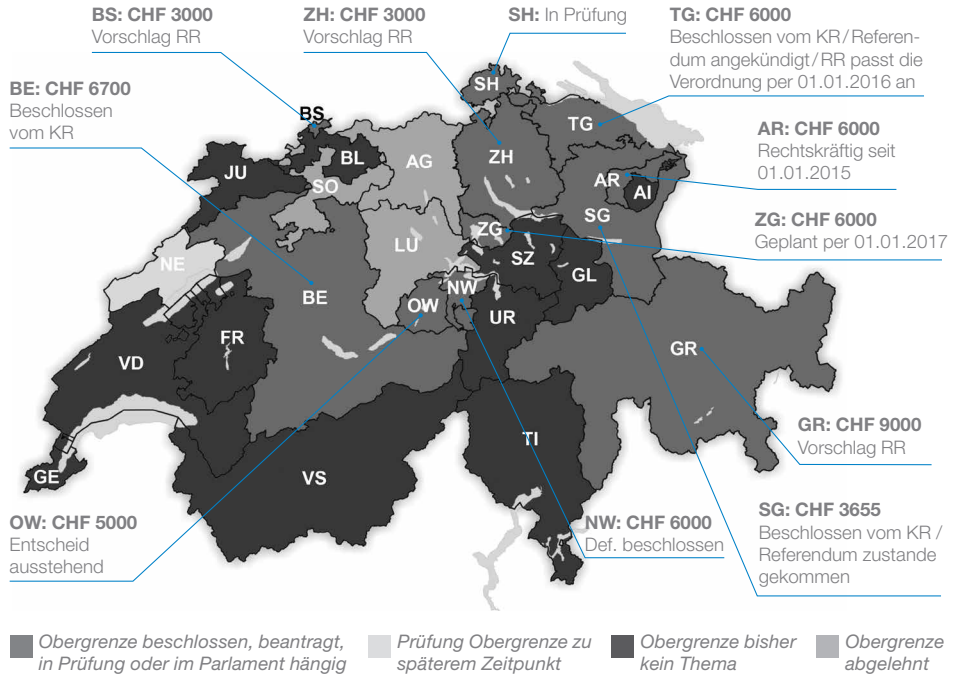 BS: CHF 3000
Vorschlag RR
ZH: CHF 3000
Vorschlag RR
SH: In Prüfung
TG: CHF 6000
Beschlossen vom KR/Referen-
dum angekündigt/RR passt die
Verordnung per 01.01.2016 an
BE: CHF 6700
Beschlossen
vom KR
AR: CHF 6000
Rechtskräftig seit
01.01.2015
ZG: CHF 6000
Geplant per 01.01.2017
SH
BS
TG
BL
ZH
JU
AG
SO
AR
AI
SG
ZG
LU
NE
SZ
GL
NW
BE
OW
UR
FR
GR
VD
TI
GE
VS
GR: CHF 9000
Vorschlag RR
OW: CHF 5000
Entscheid
ausstehend
NW: CHF 6000
Def. beschlossen
SG: CHF 3655
Beschlossen vom KR /
Referendum zustande
gekommen
Obergrenze beschlossen, beantragt,
in Prüfung oder im Parlament hängig
Prüfung Obergrenze zu
späterem Zeitpunkt
Obergrenze bisher
kein Thema
Obergrenze
abgelehnt